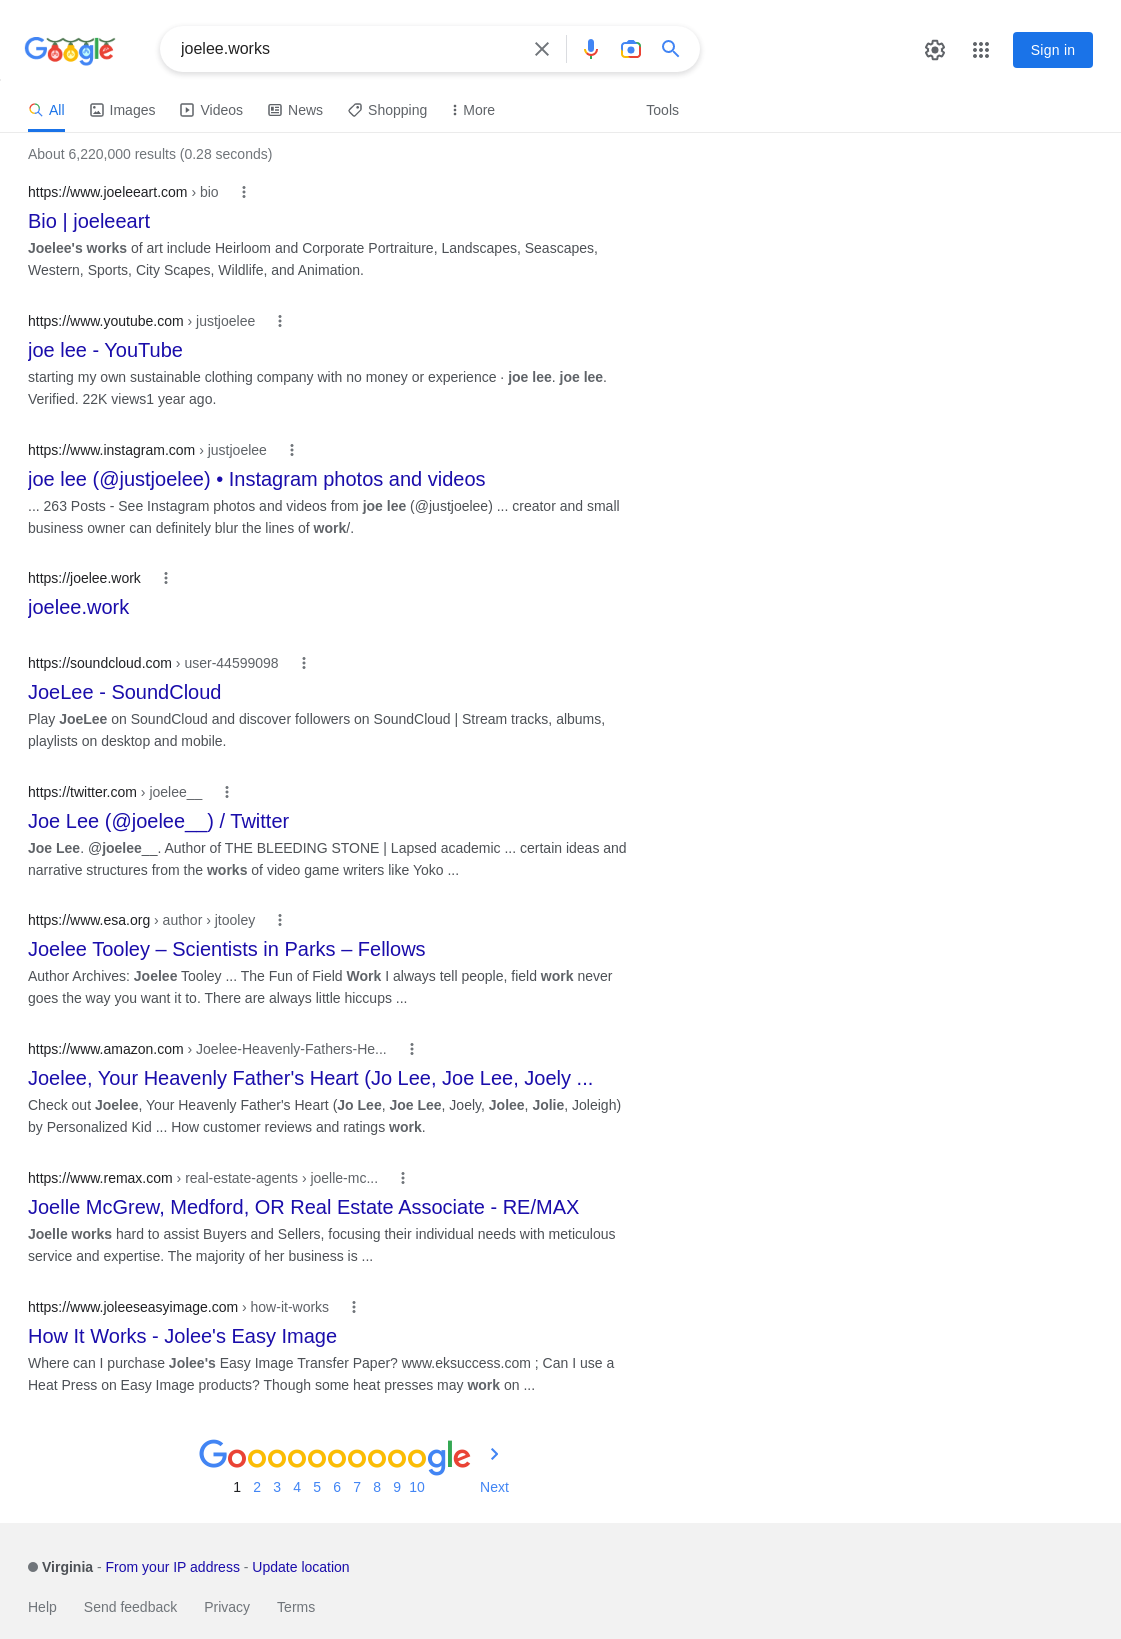 Google
joelee.works
Sign in
All
Images
Videos
News
Shopping
More
Tools
About 6,220,000 results (0.28 seconds)
https://www.joeleeart.com › bio
Bio | joeleeart
Joelee's works of art include Heirloom and Corporate Portraiture, Landscapes, Seascapes,
Western, Sports, City Scapes, Wildlife, and Animation.
https://www.youtube.com › justjoelee
joe lee - YouTube
starting my own sustainable clothing company with no money or experience · joe lee. joe lee.
Verified. 22K views1 year ago.
https://www.instagram.com › justjoelee
joe lee (@justjoelee) • Instagram photos and videos
... 263 Posts - See Instagram photos and videos from joe lee (@justjoelee) ... creator and small
business owner can definitely blur the lines of work/.
https://joelee.work
joelee.work
https://soundcloud.com › user-44599098
JoeLee - SoundCloud
Play JoeLee on SoundCloud and discover followers on SoundCloud | Stream tracks, albums,
playlists on desktop and mobile.
https://twitter.com › joelee__
Joe Lee (@joelee__) / Twitter
Joe Lee. @joelee__. Author of THE BLEEDING STONE | Lapsed academic ... certain ideas and
narrative structures from the works of video game writers like Yoko ...
https://www.esa.org › author › jtooley
Joelee Tooley – Scientists in Parks – Fellows
Author Archives: Joelee Tooley ... The Fun of Field Work I always tell people, field work never
goes the way you want it to. There are always little hiccups ...
https://www.amazon.com › Joelee-Heavenly-Fathers-He...
Joelee, Your Heavenly Father's Heart (Jo Lee, Joe Lee, Joely ...
Check out Joelee, Your Heavenly Father's Heart (Jo Lee, Joe Lee, Joely, Jolee, Jolie, Joleigh)
by Personalized Kid ... How customer reviews and ratings work.
https://www.remax.com › real-estate-agents › joelle-mc...
Joelle McGrew, Medford, OR Real Estate Associate - RE/MAX
Joelle works hard to assist Buyers and Sellers, focusing their individual needs with meticulous
service and expertise. The majority of her business is ...
https://www.joleeseasyimage.com › how-it-works
How It Works - Jolee's Easy Image
Where can I purchase Jolee's Easy Image Transfer Paper? www.eksuccess.com ; Can I use a
Heat Press on Easy Image products? Though some heat presses may work on ...
Goooooooooogle
1 2 3 4 5 6 7 8 9 10 Next
Virginia - From your IP address - Update location
Help Send feedback Privacy Terms